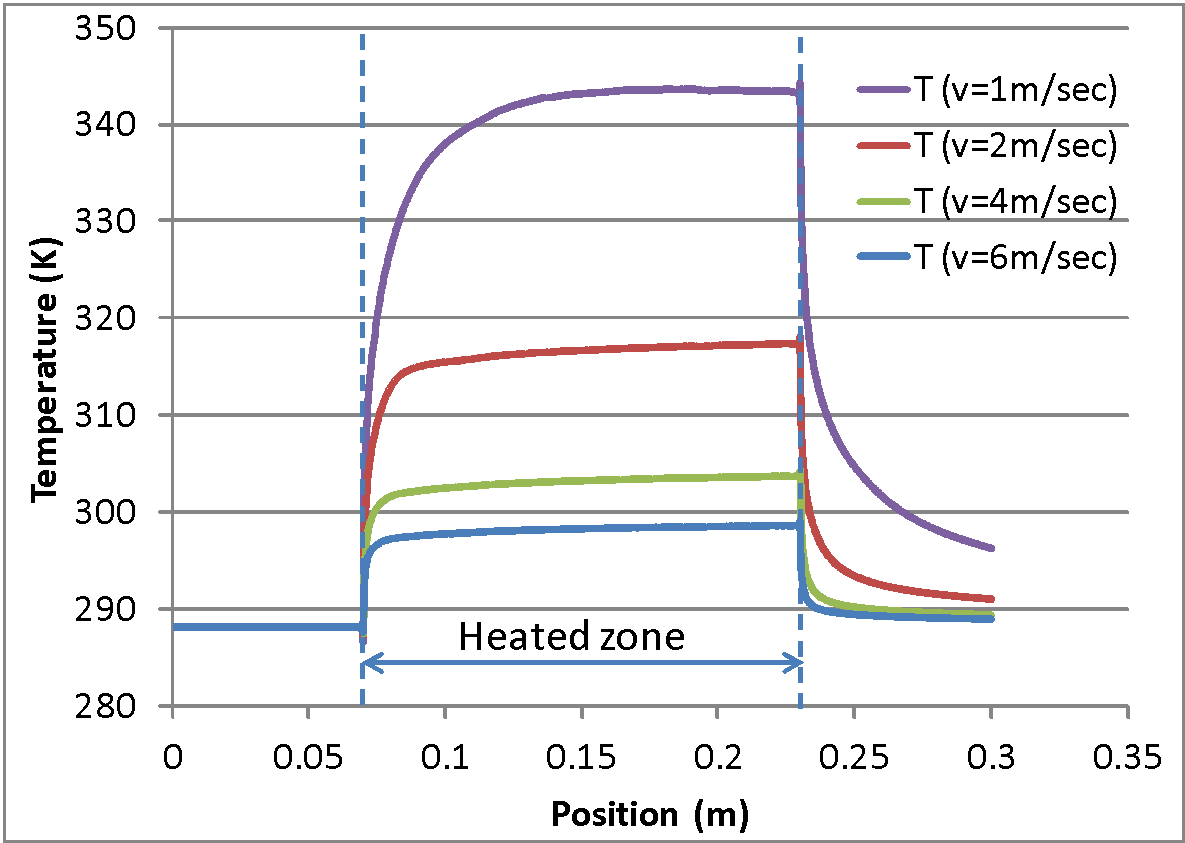 350
340
330
320
310
300
290
280
Temperature (K)
T (v=1m/sec)
T (v=2m/sec)
T (v=4m/sec)
T (v=6m/sec)
Heated zone
0 0.05 0.1 0.15 0.2 0.25 0.3 0.35
Position (m)